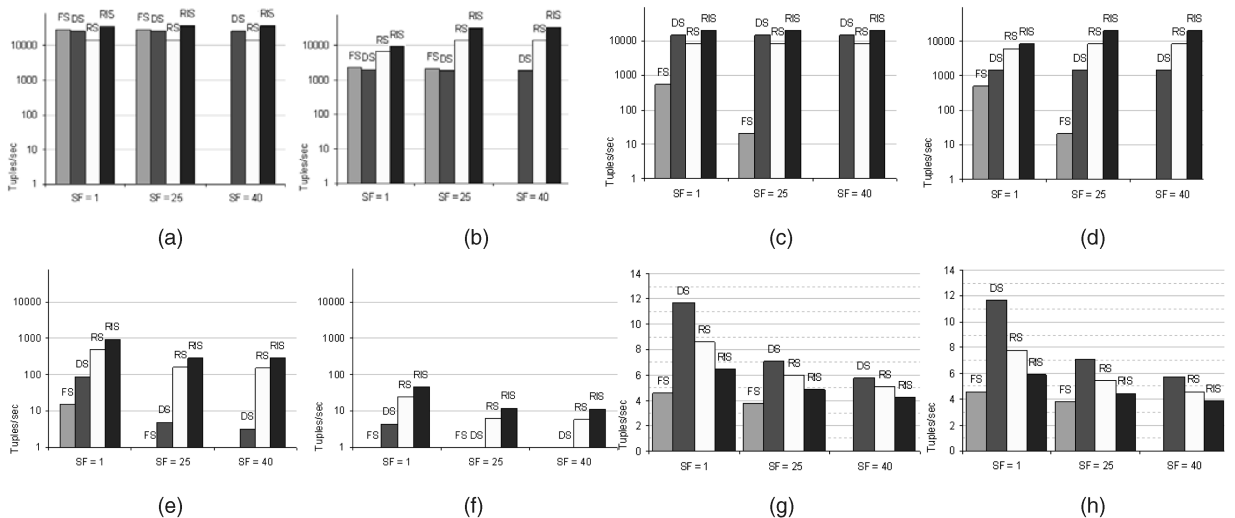 FS DS RS RIS FS DS RS RIS DS RS RIS
10000
1000
100
10
1
Tuples/sec
SF = 1 SF = 25 SF = 40
(a)
FS DS RS RIS FS DS RS RIS DS RS RIS
10000
1000
100
10
1
Tuples/sec
SF = 1 SF = 25 SF = 40
(b)
FS DS RS RIS FS DS RS RIS DS RS RIS
10000
1000
100
10
1
Tuples/sec
SF = 1 SF = 25 SF = 40
(c)
FS DS RS RIS FS DS RS RIS DS RS RIS
10000
1000
100
10
1
Tuples/sec
SF = 1 SF = 25 SF = 40
(d)
FS DS RS RIS FS DS RS RIS DS RS RIS
10000
1000
100
10
1
Tuples/sec
SF = 1 SF = 25 SF = 40
(e)
FS DS RS RIS FS DS RS RIS DS RS RIS
10000
1000
100
10
1
Tuples/sec
SF = 1 SF = 25 SF = 40
(f)
FS DS RS RIS FS DS RS RIS DS RS RIS
14
12
10
8
6
4
2
0
Tuples/sec
SF = 1 SF = 25 SF = 40
(g)
FS DS RS RIS FS DS RS RIS DS RS RIS
14
12
10
8
6
4
2
0
Tuples/sec
SF = 1 SF = 25 SF = 40
(h)